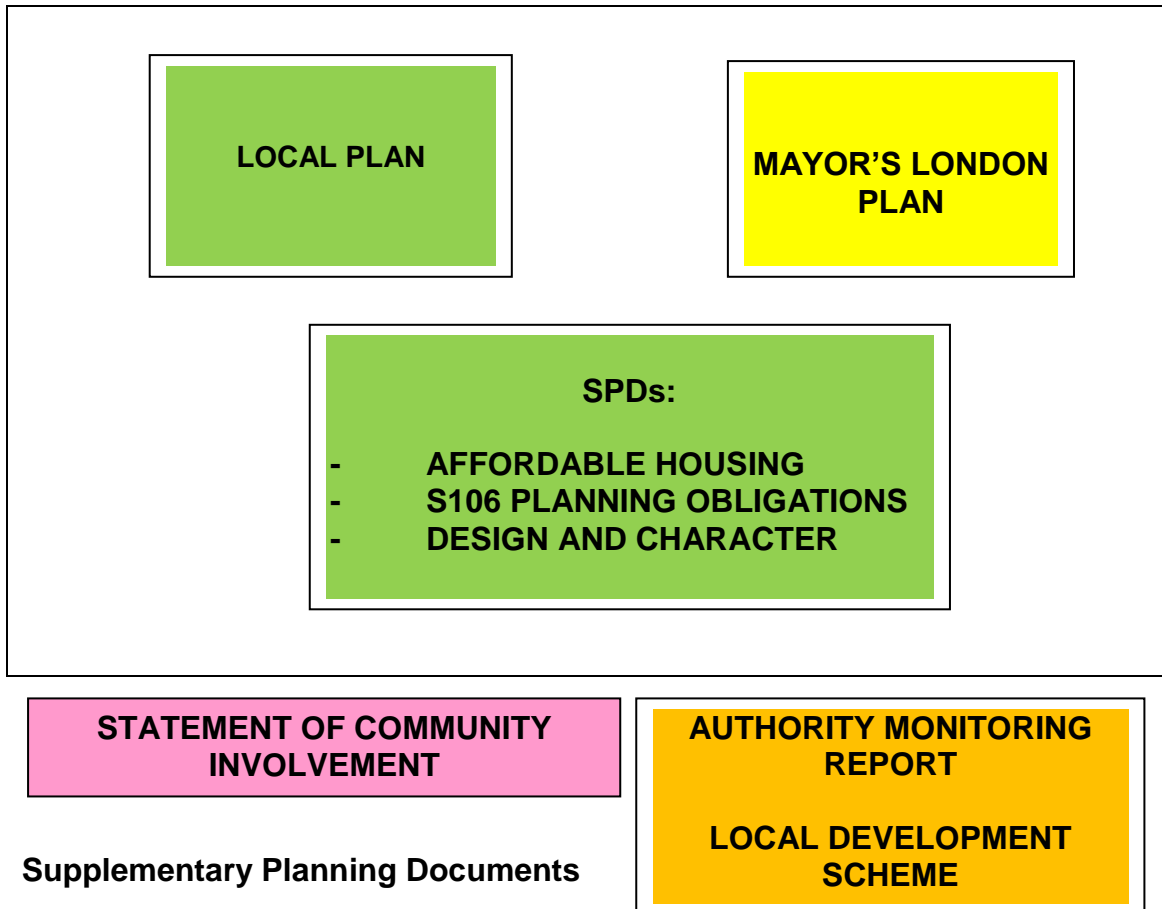 LOCAL PLAN
MAYOR'S LONDON
PLAN
SPDs:
- AFFORDABLE HOUSING
- S106 PLANNING OBLIGATIONS
- DESIGN AND CHARACTER
STATEMENT OF COMMUNITY
INVOLVEMENT
AUTHORITY MONITORING
REPORT
LOCAL DEVELOPMENT
SCHEME
Supplementary Planning Documents